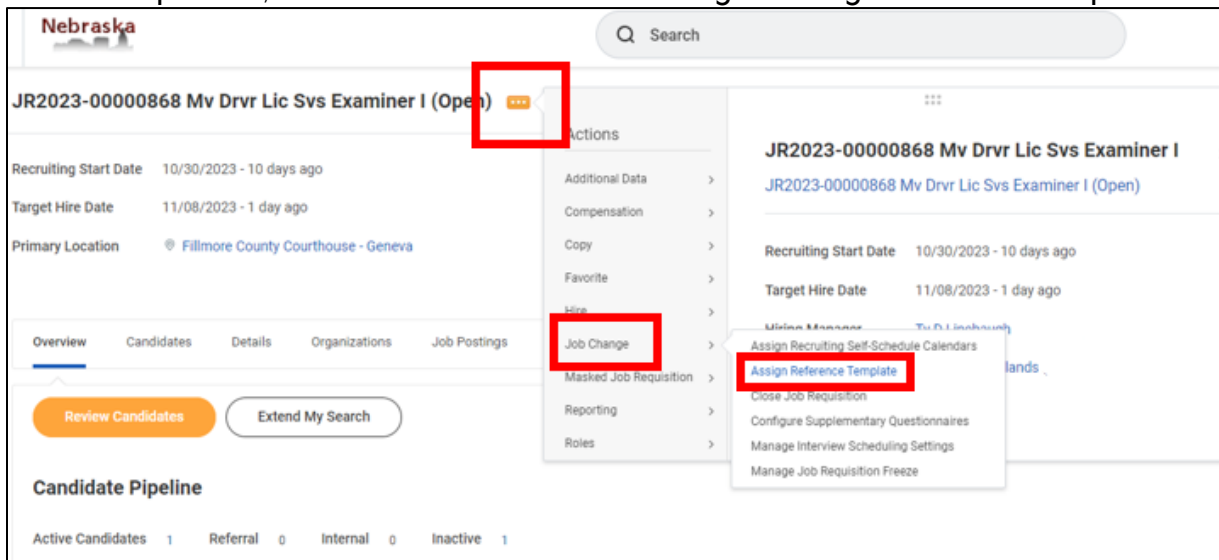 Nebraska
Search
JR2023-00000868 Mv Drvr Lic Svs Examiner I (Open)
Recruiting Start Date 10/30/2023 - 10 days ago
Target Hire Date 11/08/2023 - 1 day ago
Primary Location Fillmore County Courthouse - Geneva
Overview Candidates Details Organizations Job Postings
Review Candidates Extend My Search
Candidate Pipeline
Active Candidates 1 Referral 0 Internal 0 Inactive 1
Actions
Additional Data
Compensation
Copy
Favorite
Hire
Job Change
Masked Job Requisition
Reporting
Roles
JR2023-00000868 Mv Drvr Lic Svs Examiner I
JR2023-00000868 Mv Drvr Lic Svs Examiner I (Open)
Recruiting Start Date 10/30/2023 - 10 days ago
Target Hire Date 11/08/2023 - 1 day ago
Hiring Manager Ty D Linebaugh
lands
Assign Recruiting Self-Schedule Calendars
Assign Reference Template
Close Job Requisition
Configure Supplementary Questionnaires
Manage Interview Scheduling Settings
Manage Job Requisition Freeze